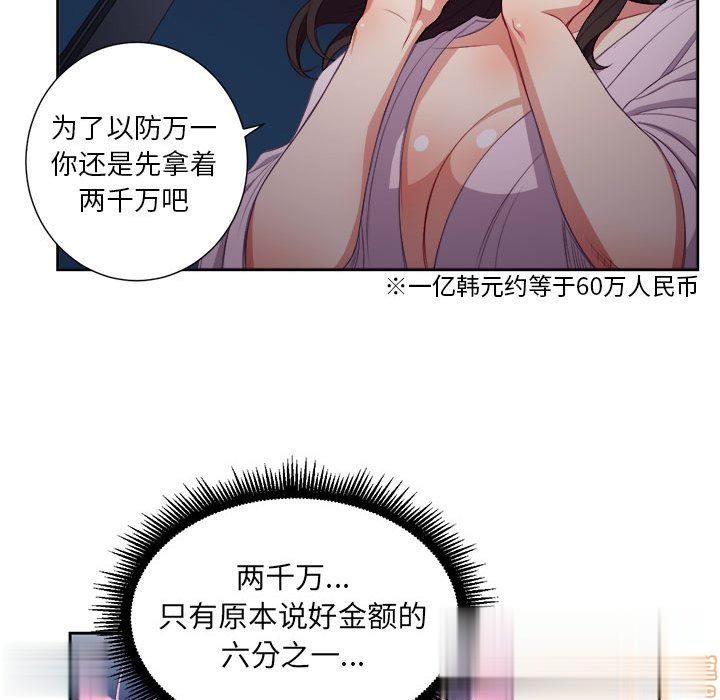 为了以防万一
你还是先拿着
两千万吧
※一亿韩元约等于60万人民币
两千万...
只有原本说好金额的
六分之一...